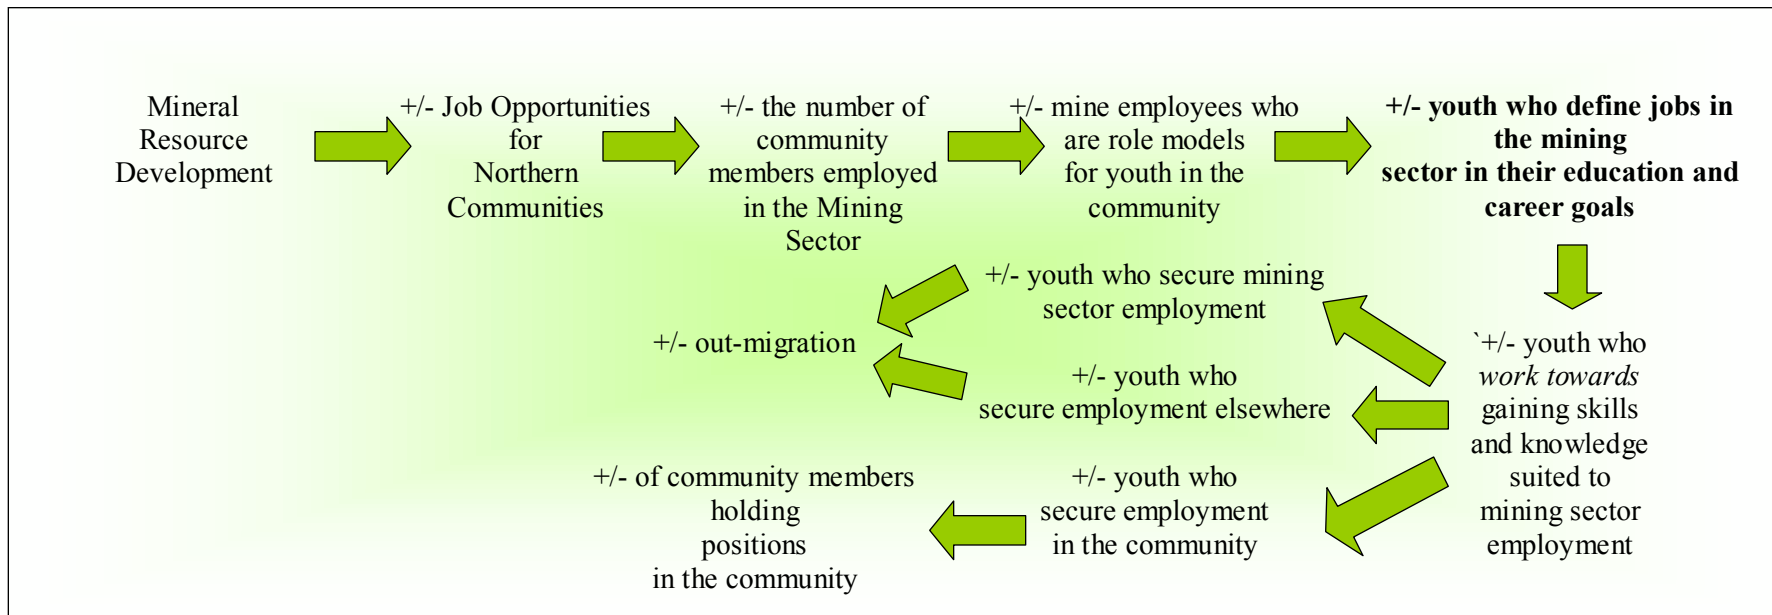 Mineral
Resource
Development
+/- Job Opportunities
for
Northern
Communities
+/- the number of
community
members employed
in the Mining
Sector
+/- mine employees who
are role models
for youth in the
community
+/- youth who define jobs in
the mining
sector in their education and
career goals
`+/- youth who
work towards
gaining skills
and knowledge
suited to
mining sector
employment
+/- youth who secure mining
sector employment
+/- youth who
secure employment elsewhere
+/- out-migration
+/- youth who
secure employment
in the community
+/- of community members
holding
positions
in the community